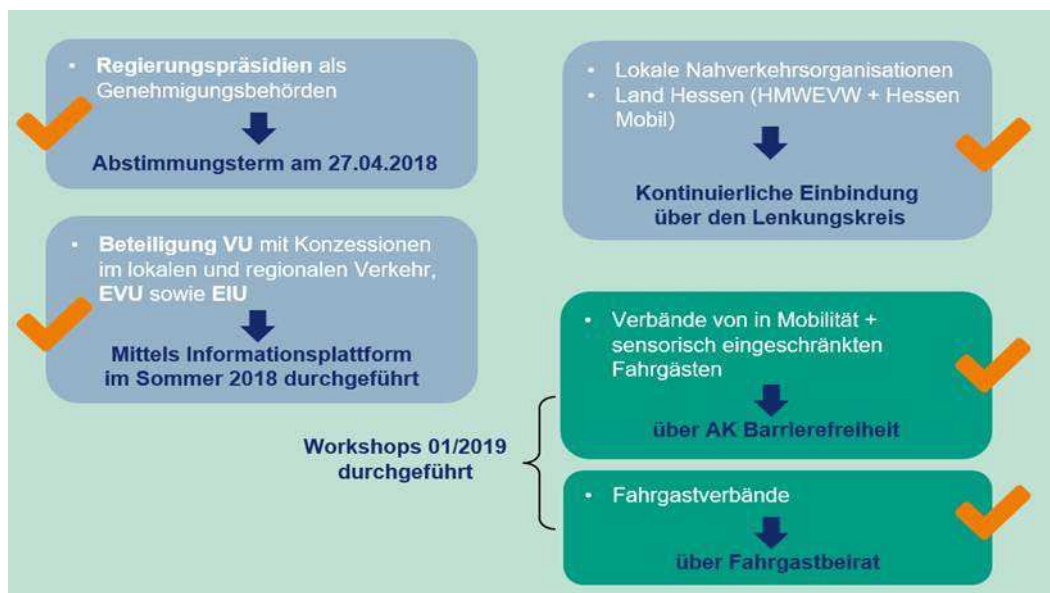 • Regierungspräsidien als
Genehmigungsbehörden
Abstimmungsterm am 27.04.2018
• Beteiligung VU mit Konzessionen
im lokalen und regionalen Verkehr,
EVU sowie EIU
Mittels Informationsplattform
im Sommer 2018 durchgeführt
• Lokale Nahverkehrsorganisationen
• Land Hessen (HMWEVW + Hessen
Mobil)
Kontinuierliche Einbindung
über den Lenkungskreis
Workshops 01/2019
durchgeführt
• Verbände von in Mobilität +
sensorisch eingeschränkten
Fahrgästen
über AK Barrierefreiheit
• Fahrgastverbände
über Fahrgastbeirat